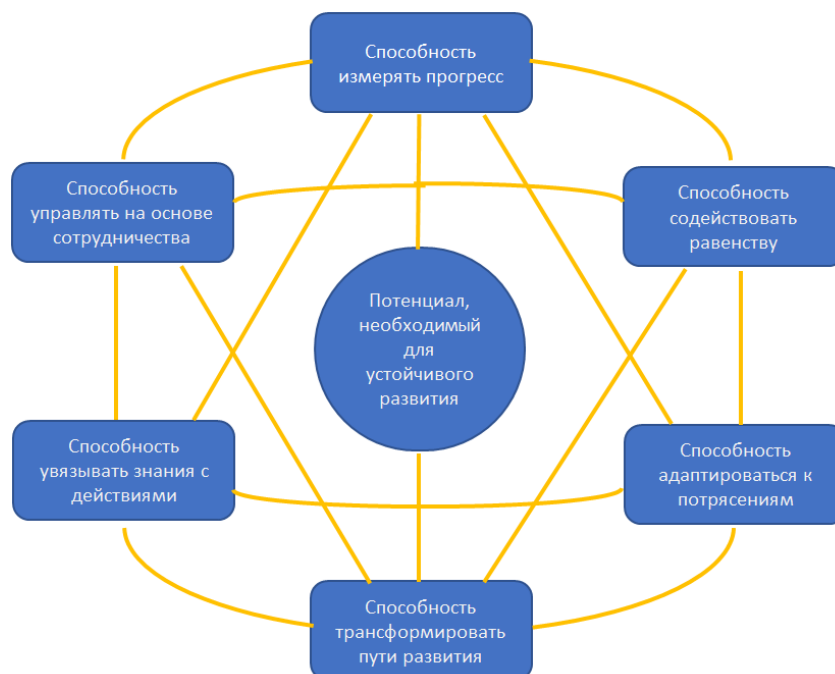 Способность
измерять прогресс
Способность
управлять на основе
сотрудничества
Способность
содействовать
равенству
Потенциал,
необходимый
для
устойчивого
развития
Способность
увязывать знания с
действиями
Способность
адаптироваться к
потрясениям
Способность
трансформировать
пути развития